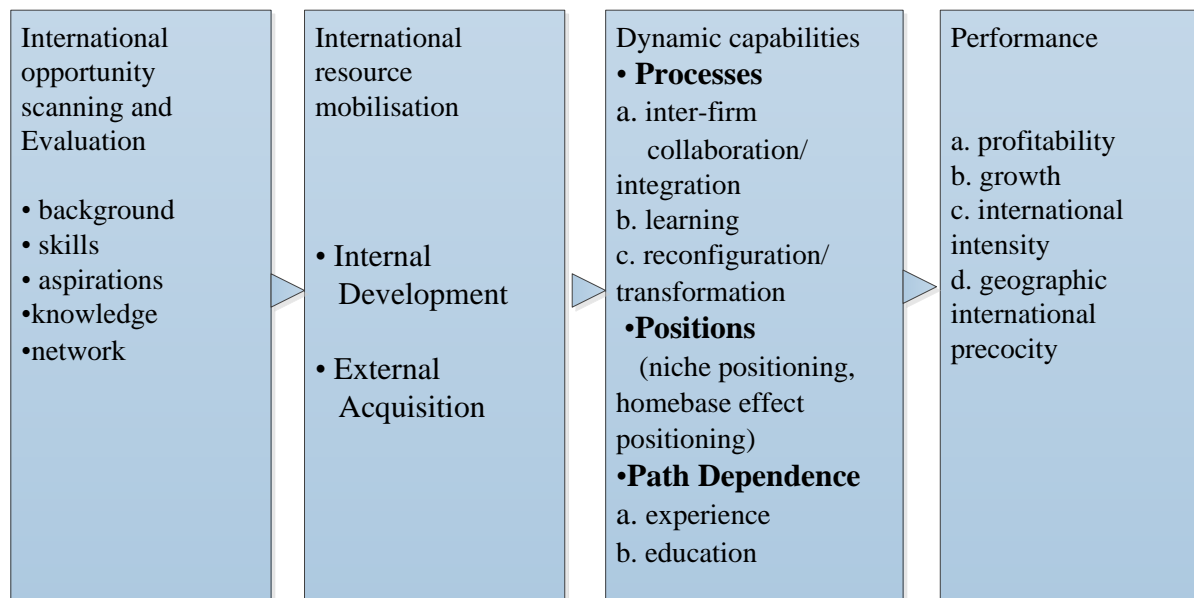 International
opportunity
scanning and
Evaluation
• background
• skills
• aspirations
•knowledge
•network
International
resource
mobilisation
• Internal
Development
• External
Acquisition
Dynamic capabilities
• Processes
a. inter-firm
collaboration/
integration
b. learning
c. reconfiguration/
transformation
•Positions
(niche positioning,
homebase effect
positioning)
•Path Dependence
a. experience
b. education
Performance
a. profitability
b. growth
c. international
intensity
d. geographic
international
precocity